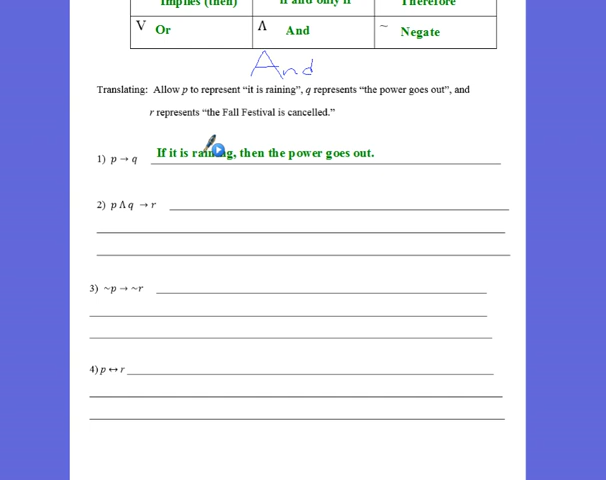 Implies (then) If and only if Therefore
V Or Λ And ~ Negate
And
Translating: Allow p to represent “it is raining”, q represents “the power goes out”, and
r represents “the Fall Festival is cancelled.”
1) p → q If it is raining, then the power goes out.
2) p Λ q → r
3) ~p → ~r
4) p ↔ r